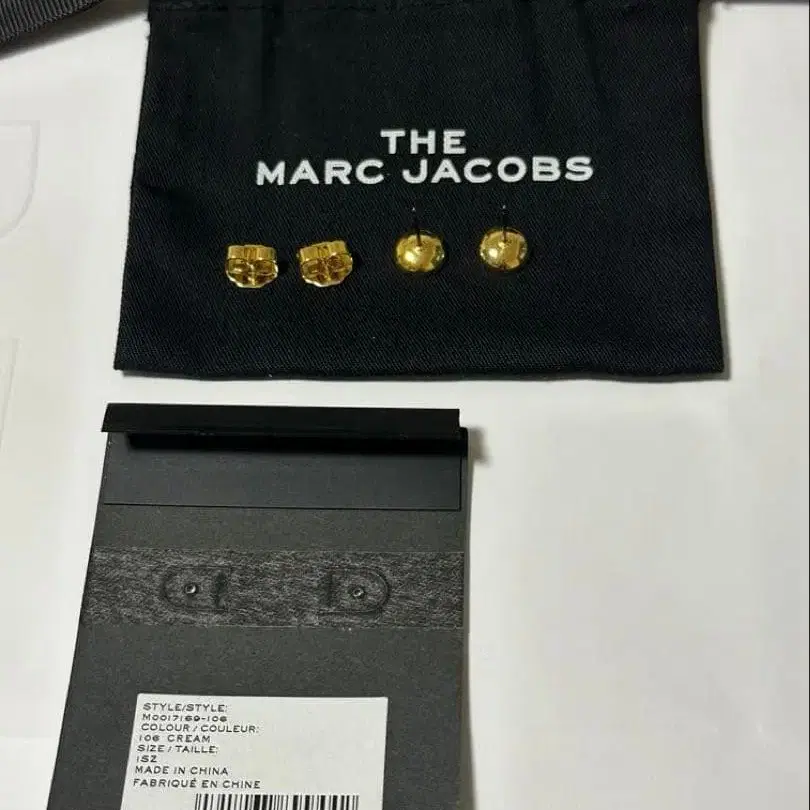 THE
MARC JACOBS
STYLE/STYLE:
M0017169-106
COLOUR / COULEUR:
106 CREAM
SIZE / TAILLE:
1SZ
MADE IN CHINA
FABRIQUÉ EN CHINE